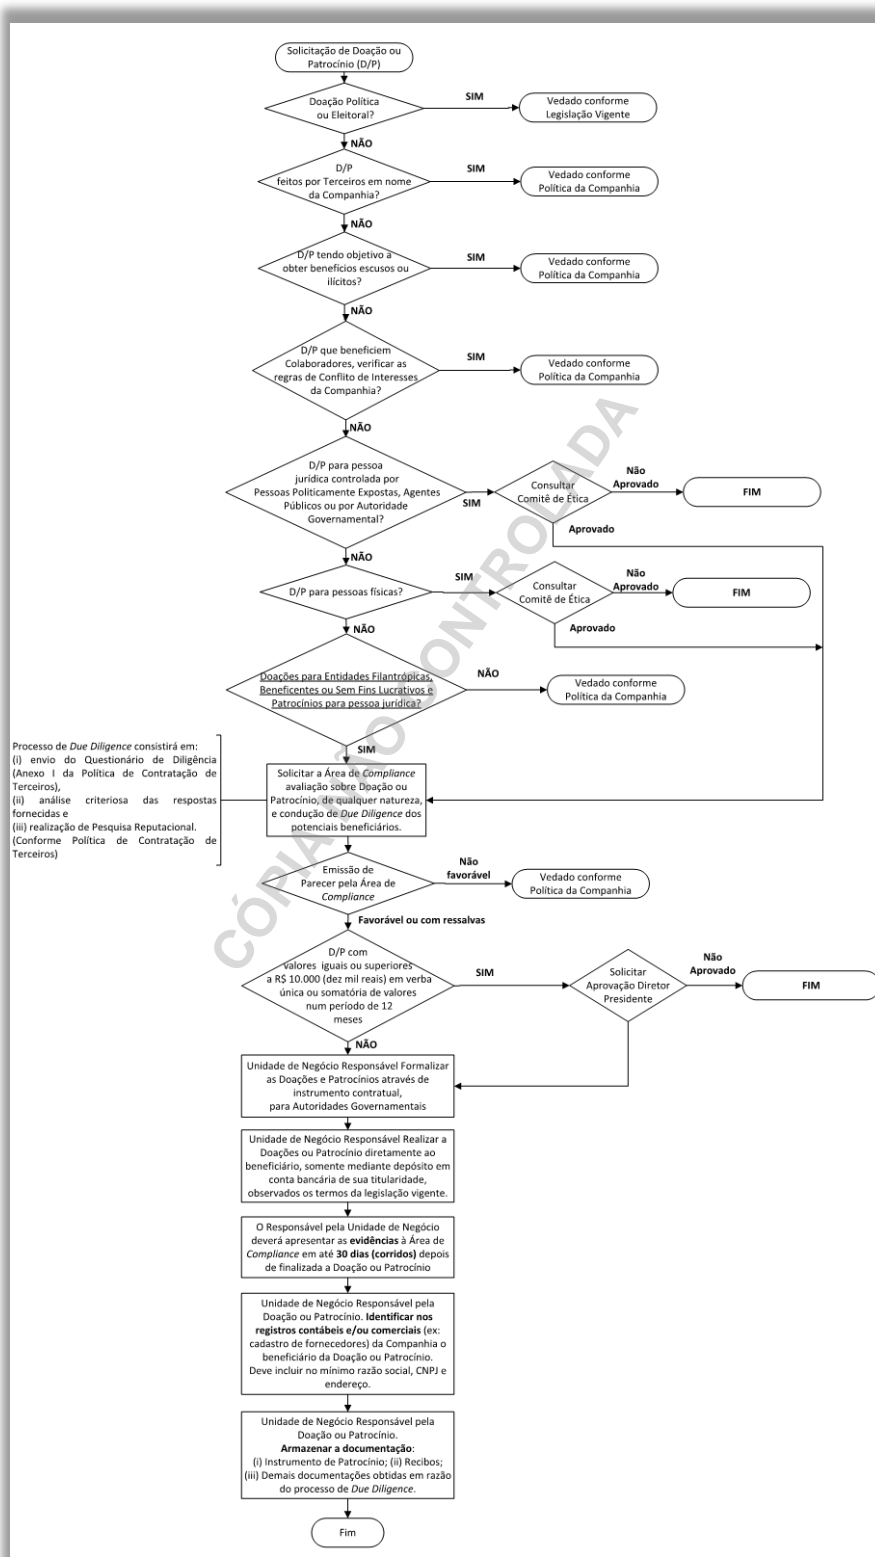 Solicitação de Doação ou
Patrocínio (D/P)
Doação Política
ou Eleitoral?
SIM
Vedado conforme
Legislação Vigente
NÃO
D/P
feitos por Terceiros em nome
da Companhia?
SIM
Vedado conforme
Política da Companhia
NÃO
D/P tendo objetivo a
obter benefícios escusos ou
ilícitos?
SIM
Vedado conforme
Política da Companhia
NÃO
D/P que beneficiem
Colaboradores, verificar as
regras de Conflito de Interesses
da Companhia?
SIM
Vedado conforme
Política da Companhia
NÃO
D/P para pessoa
jurídica controlada por
Pessoas Politicamente Expostas, Agentes
Públicos ou por Autoridade
Governamental?
SIM
Consultar
Comitê de Ética
Não
Aprovado
FIM
Aprovado
NÃO
D/P para pessoas físicas?
SIM
Consultar
Comitê de Ética
Não
Aprovado
FIM
Aprovado
NÃO
Doações para Entidades Filantrópicas,
Beneficentes ou Sem Fins Lucrativos e
Patrocínios para pessoa jurídica?
NÃO
Vedado conforme
Política da Companhia
SIM
Processo de Due Diligence consistirá em:
(i) envio do Questionário de Diligência
(Anexo I da Política de Contratação de
Terceiros),
(ii) análise criteriosa das respostas
fornecidas e
(iii) realização de Pesquisa Reputacional.
(Conforme Política de Contratação de
Terceiros)
Solicitar a Área de Compliance
avaliação sobre Doação ou
Patrocínio, de qualquer natureza,
e condução de Due Diligence dos
potenciais beneficiários.
Emissão de
Parecer pela Área de
Compliance
Não
favorável
Vedado conforme
Política da Companhia
Favorável ou com ressalvas
D/P com
valores iguais ou superiores
a R$ 10.000 (dez mil reais) em verba
única ou somatória de valores
num período de 12
meses
SIM
Solicitar
Aprovação Diretor
Presidente
Não
Aprovado
FIM
NÃO
Unidade de Negócio Responsável Formalizar
as Doações e Patrocínios através de
instrumento contratual,
para Autoridades Governamentais
Unidade de Negócio Responsável Realizar a
Doações ou Patrocínio diretamente ao
beneficiário, somente mediante depósito em
conta bancária de sua titularidade,
observados os termos da legislação vigente.
O Responsável pela Unidade de Negócio
deverá apresentar as evidências à Área de
Compliance em até 30 dias (corridos) depois
de finalizada a Doação ou Patrocínio
Unidade de Negócio Responsável pela
Doação ou Patrocínio. Identificar nos
registros contábeis e/ou comerciais (ex:
cadastro de fornecedores) da Companhia o
beneficiário da Doação ou Patrocínio.
Deve incluir no mínimo razão social, CNPJ e
endereço.
Unidade de Negócio Responsável pela
Doação ou Patrocínio.
Armazenar a documentação:
(i) Instrumento de Patrocínio; (ii) Recibos;
(iii) Demais documentações obtidas em razão
do processo de Due Diligence.
Fim
CÓPIA NÃO CONTROLADA